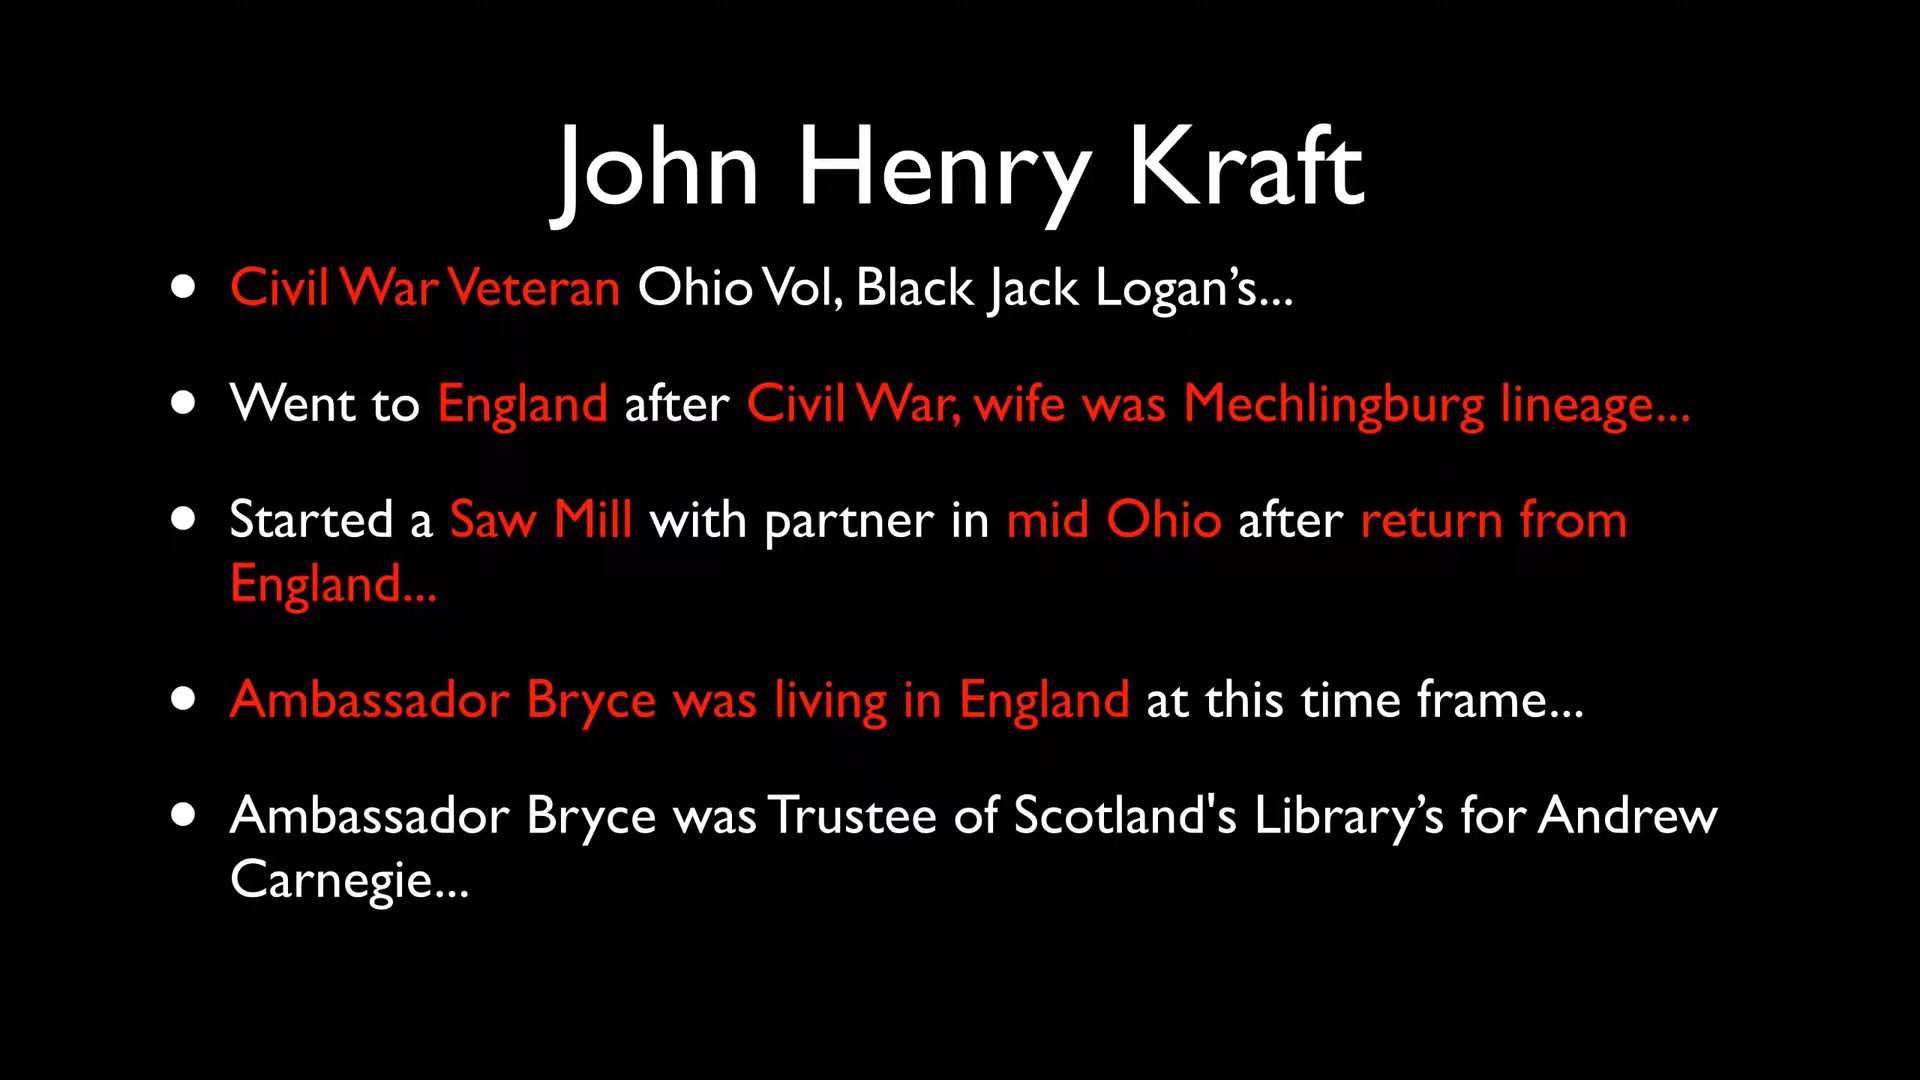 John Henry Kraft
• Civil War Veteran Ohio Vol, Black Jack Logan’s...
• Went to England after Civil War, wife was Mechlingburg lineage...
• Started a Saw Mill with partner in mid Ohio after return from
England...
• Ambassador Bryce was living in England at this time frame...
• Ambassador Bryce was Trustee of Scotland's Library’s for Andrew
Carnegie...